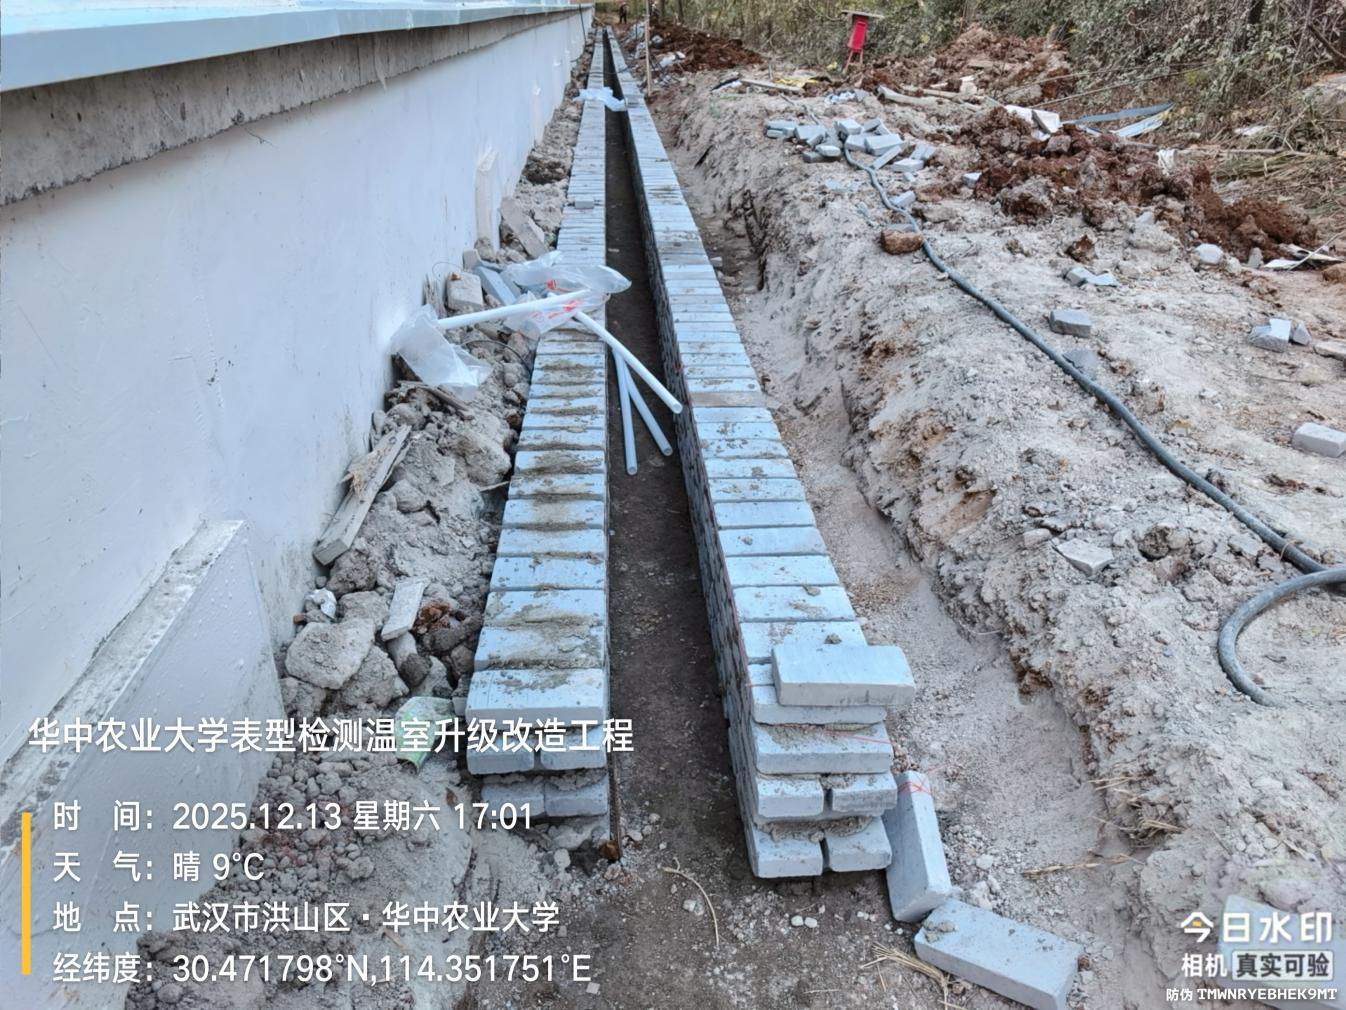 华中农业大学表型检测温室升级改造工程
时 间：2025.12.13 星期六 17:01
天 气：晴 9℃
地 点：武汉市洪山区·华中农业大学
经纬度：30.471798°N,114.351751°E
今日水印
相机 真实可验
防伪 TMWNRYEBHEK9MT